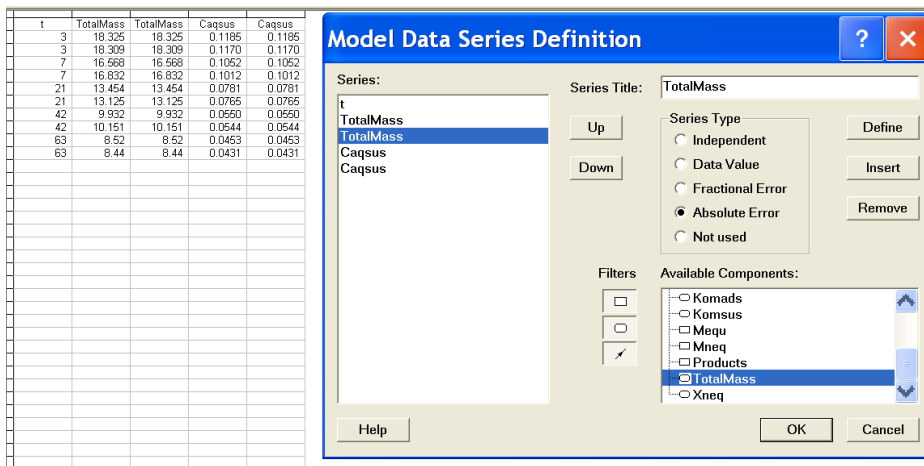 t TotalMass TotalMass Caqsus Caqsus
3 18.325 18.325 0.1185 0.1185
3 18.309 18.309 0.1170 0.1170
7 16.568 16.568 0.1052 0.1052
7 16.832 16.832 0.1012 0.1012
21 13.454 13.454 0.0781 0.0781
21 13.125 13.125 0.0765 0.0765
42 9.932 9.932 0.0550 0.0550
42 10.151 10.151 0.0544 0.0544
63 8.52 8.52 0.0453 0.0453
63 8.44 8.44 0.0431 0.0431
Model Data Series Definition
Series:
t
TotalMass
TotalMass
Caqsus
Caqsus
Series Title: TotalMass
Up
Down
Series Type
Independent
Data Value
Fractional Error
Absolute Error
Not used
Define
Insert
Remove
Filters
Available Components:
Komads
Komsus
Mequ
Mneq
Products
TotalMass
Xneq
Help
OK
Cancel